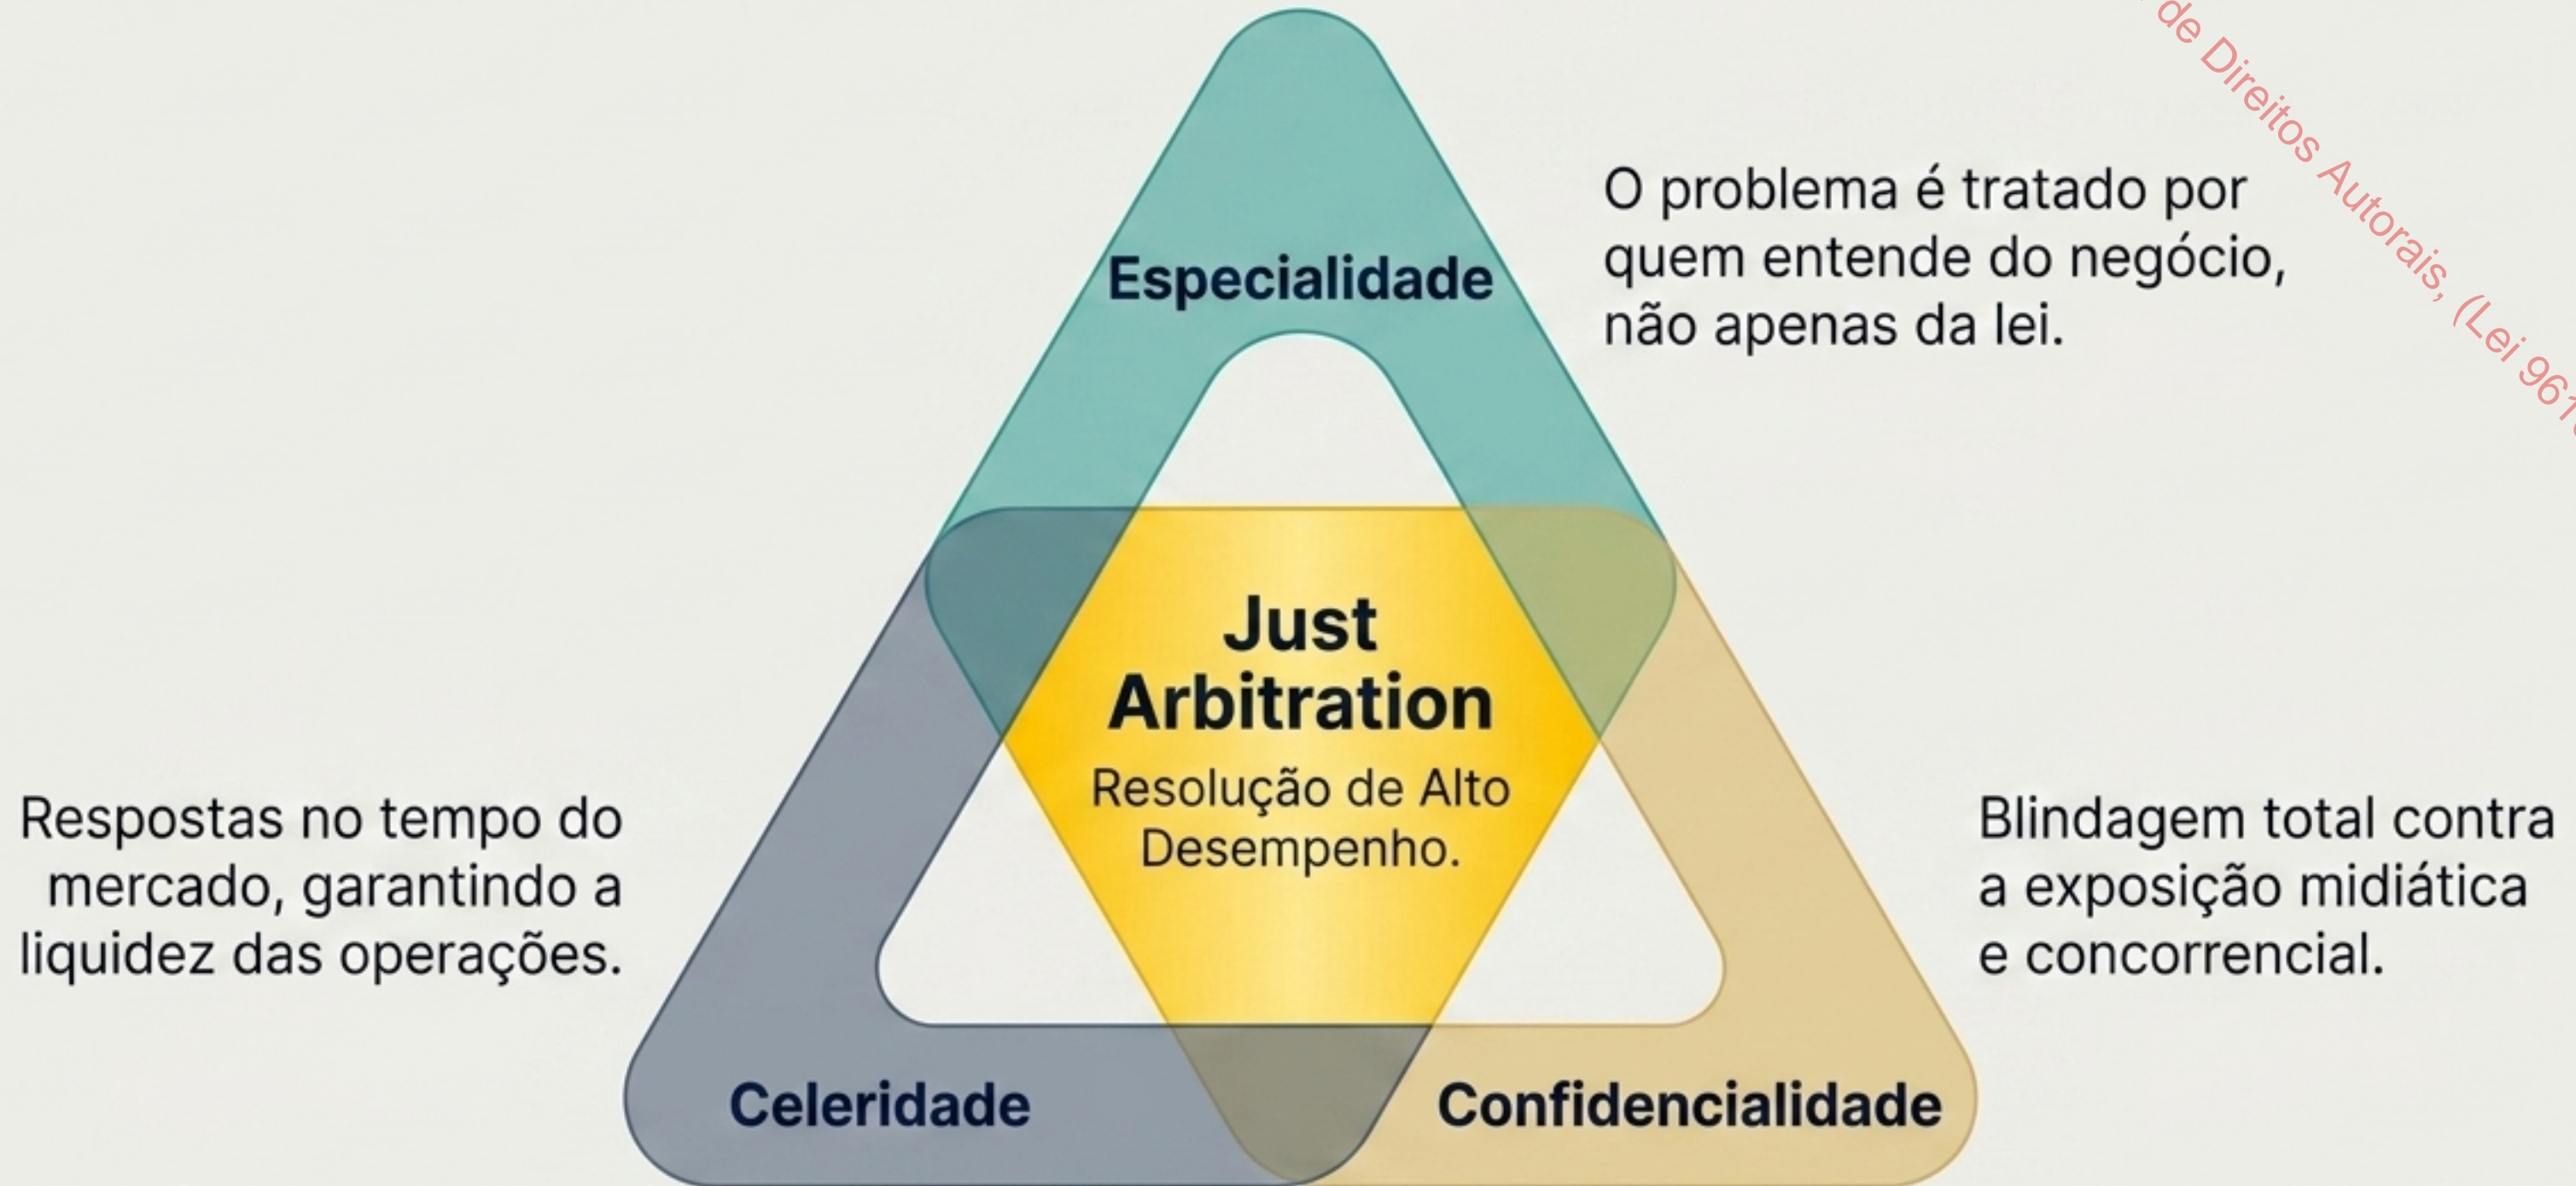 de Direitos Autorais, (Lei 961
O problema é tratado por
quem entende do negócio,
não apenas da lei.
Especialidade
Just
Arbitration
Resolução de Alto
Desempenho.
Respostas no tempo do
mercado, garantindo a
liquidez das operações.
Blindagem total contra
a exposição midiática
e concorrencial.
Celeridade
Confidencialidade